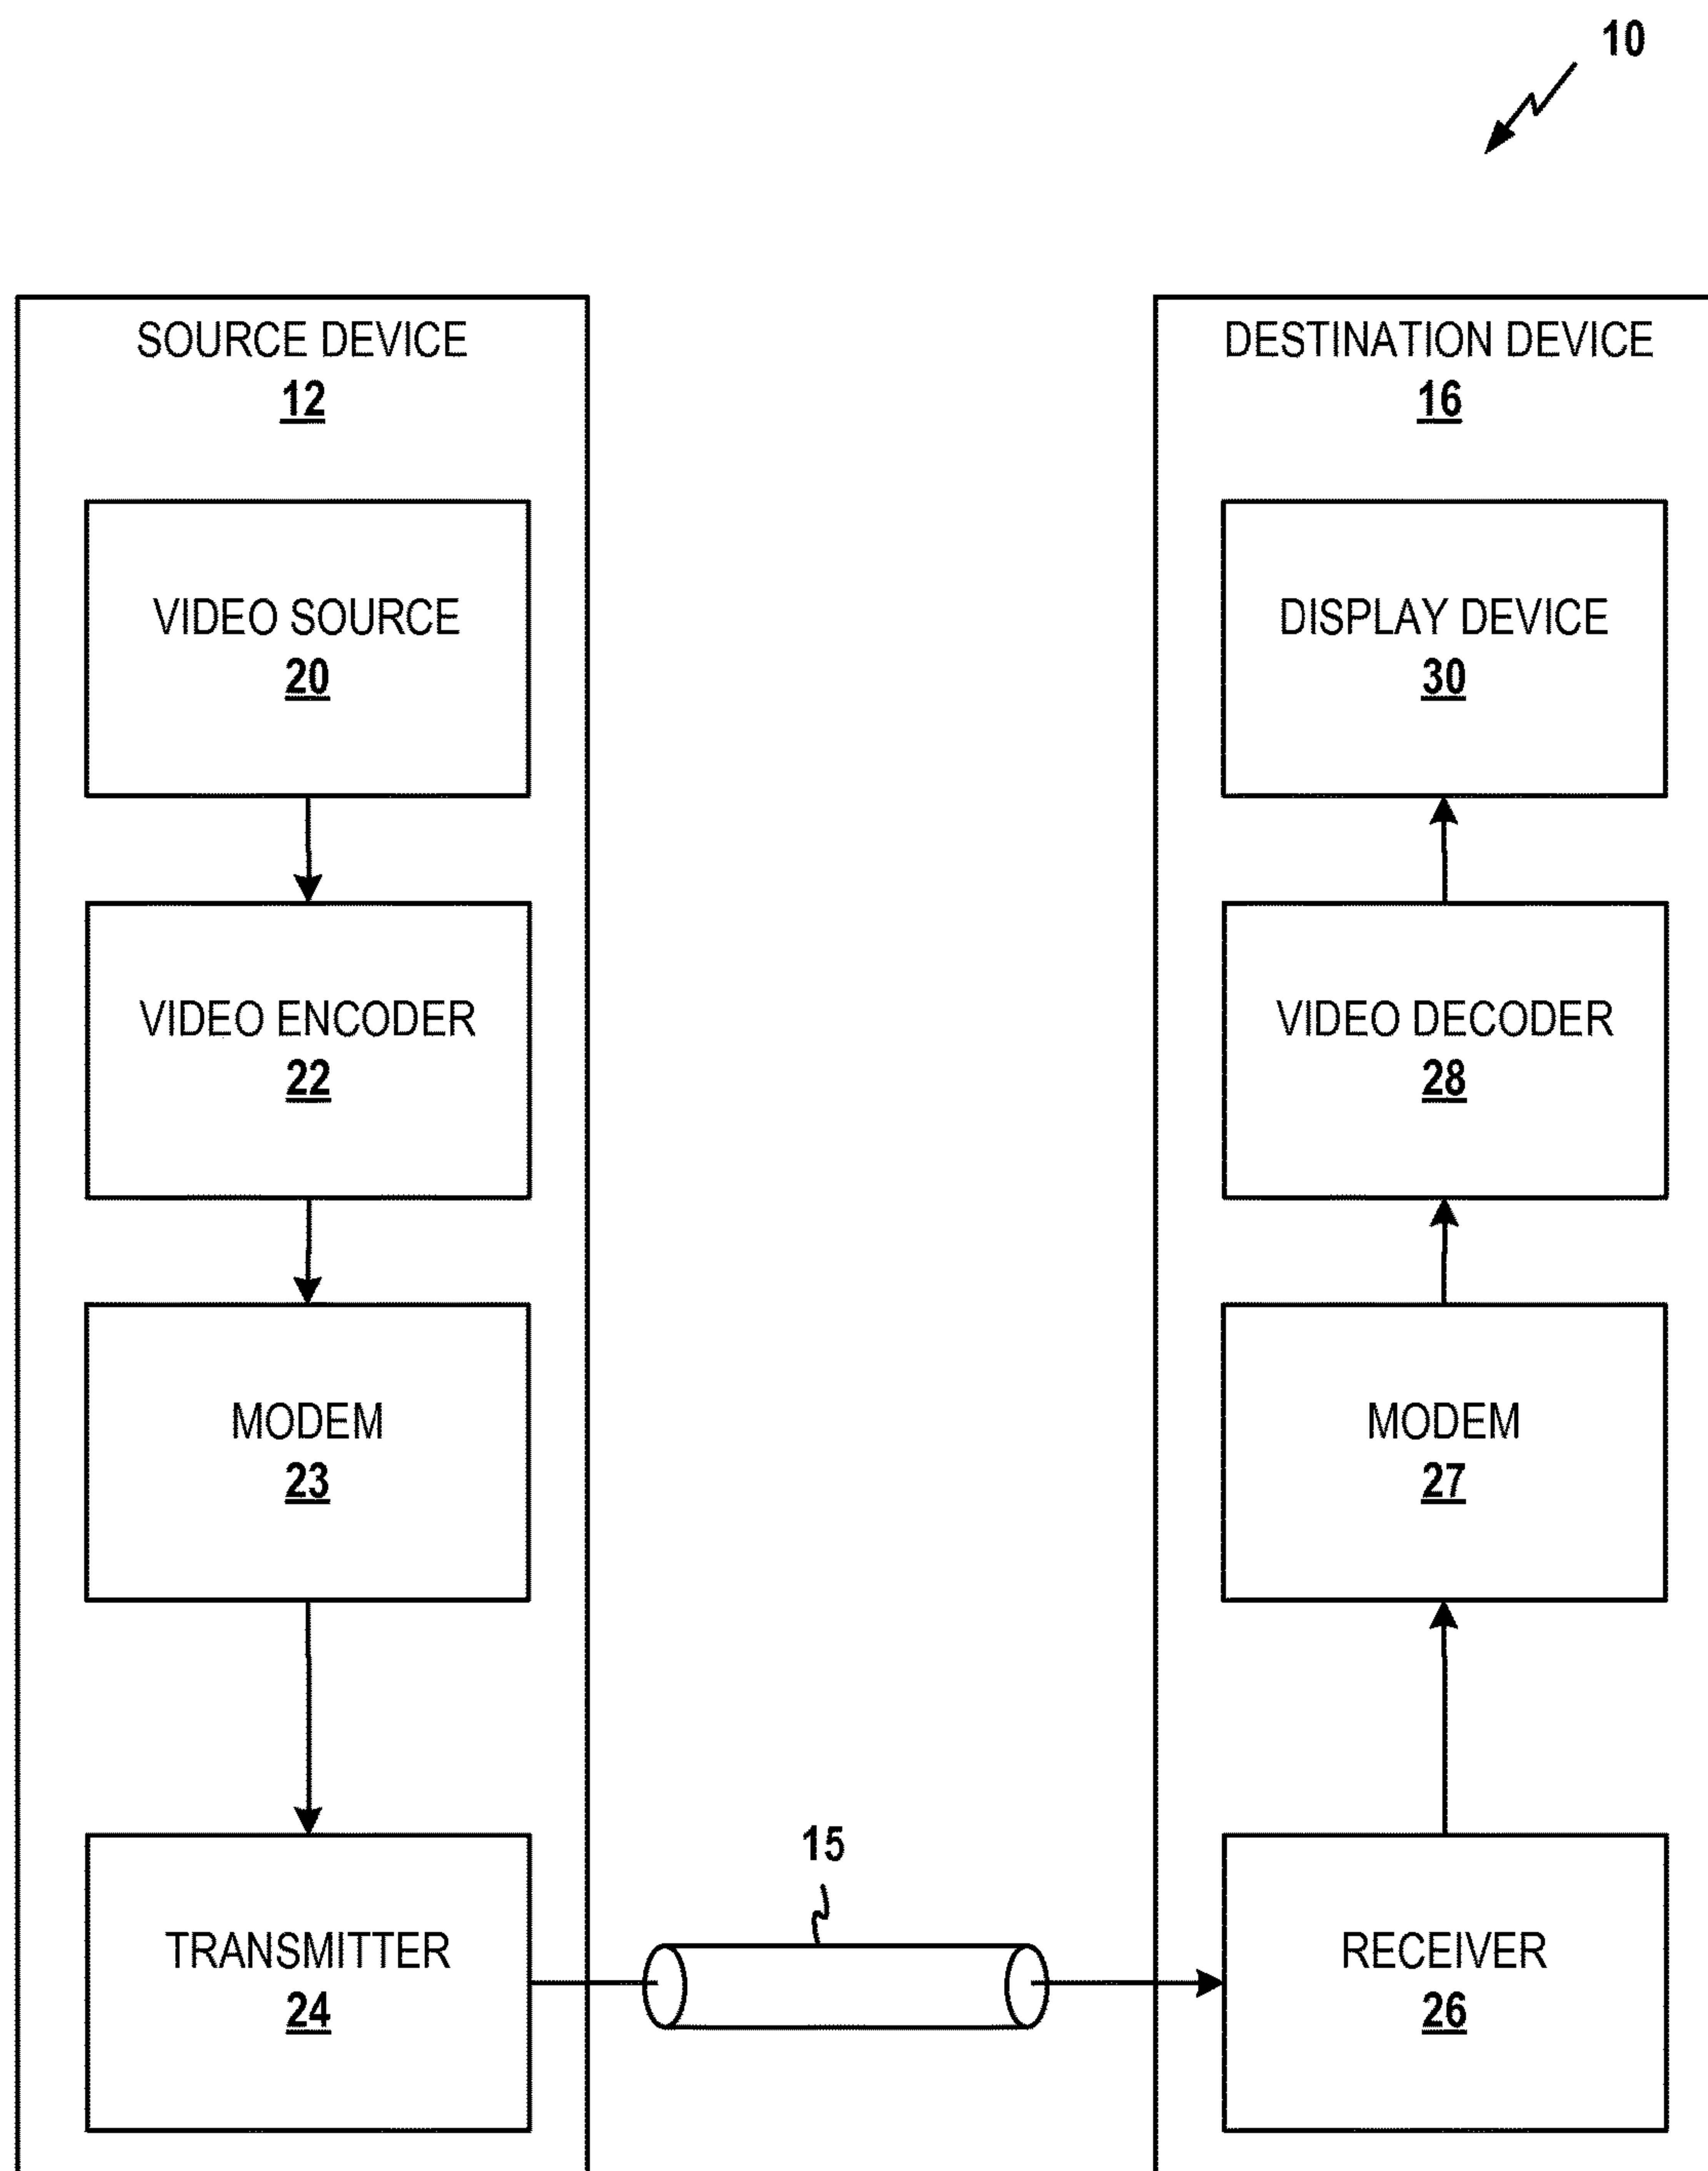 10
SOURCE DEVICE
12
VIDEO SOURCE
20
VIDEO ENCODER
22
MODEM
23
TRANSMITTER
24
15
DESTINATION DEVICE
16
DISPLAY DEVICE
30
VIDEO DECODER
28
MODEM
27
RECEIVER
26